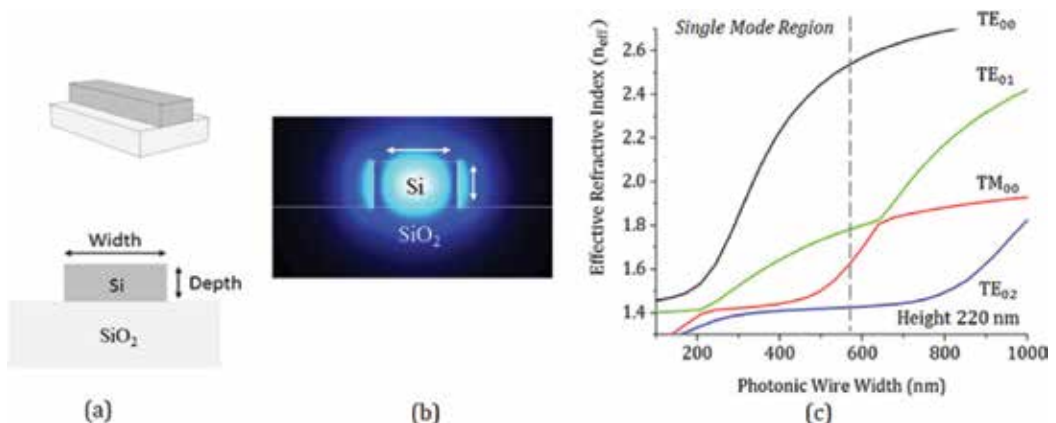 Width
Si
Depth
SiO₂
(a)
Si
SiO₂
(b)
Effective Refractive Index (nₑff)
2.6
2.4
2.2
2.0
1.8
1.6
1.4
Single Mode Region
TE₀₀
TE₀₁
TM₀₀
TE₀₂
Height 220 nm
200
400
600
800
1000
Photonic Wire Width (nm)
(c)